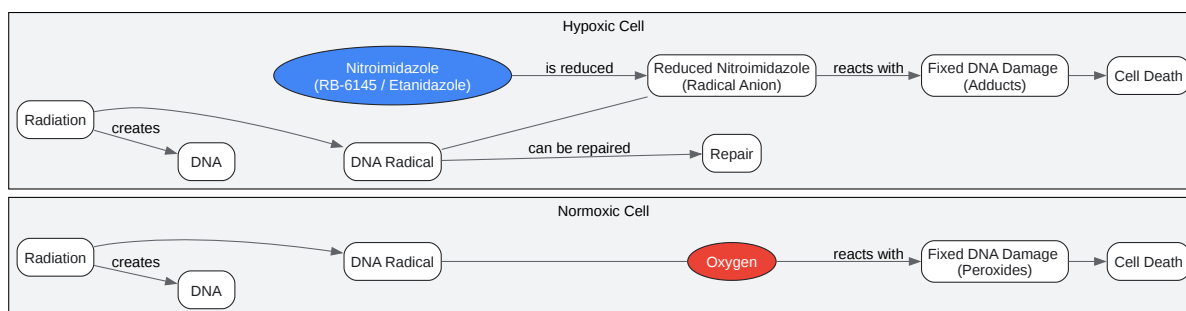 Hypoxic Cell
Nitroimidazole
(RB-6145 / Etanidazole)
is reduced
Reduced Nitroimidazole
(Radical Anion)
reacts with
Fixed DNA Damage
(Adducts)
Cell Death
Radiation
creates
DNA
DNA Radical
can be repaired
Repair
Normoxic Cell
Radiation
creates
DNA
DNA Radical
Oxygen
reacts with
Fixed DNA Damage
(Peroxides)
Cell Death